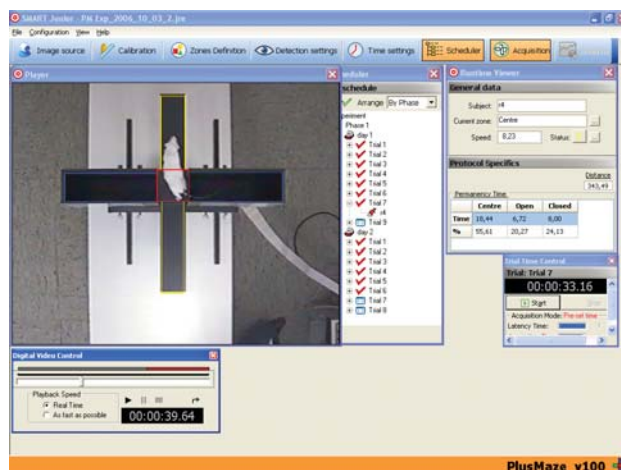 SMART Junior - PM Exp_2006_10_03_2.jsm
File Configuration View Help
Image source Calibration Zones Definition Detection settings Time settings Scheduler Acquisition
Player
schedule
Arrange By Phase
Phase 1
day 1
Trial 1
Trial 2
Trial 3
Trial 4
Trial 5
Trial 6
Trial 7
r4
Trial 9
day 2
Trial 1
Trial 2
Trial 3
Trial 4
Trial 5
Trial 6
Trial 7
Trial 8
Runtime Viewer
General data
Subject: r4
Current zone: Centre
Speed: 8,23 Status:
Protocol Specifics
Distance
343,49
Permanency Time
Centre Open Closed
Time 18,44 6,72 8,00
% 55,61 20,27 24,13
Trial Time Control
Trial: Trial 7
00:00:33.16
Start
Acquisition Mode: Pre-set time
Latency Time:
Digital Video Control
Playback Speed
Real Time
As fast as possible
00:00:39.64
PlusMaze v100